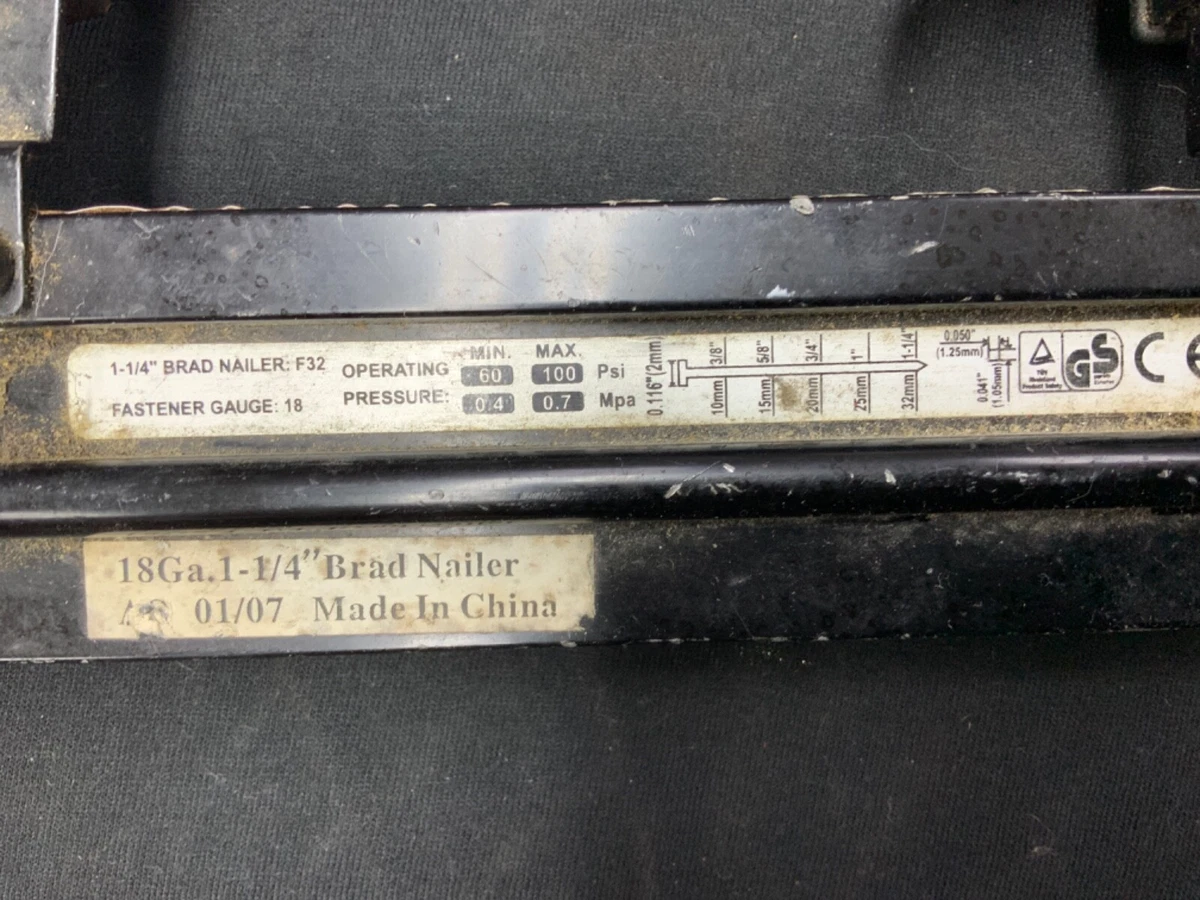 1-1/4" BRAD NAILER: F32
FASTENER GAUGE: 18
OPERATING PRESSURE:
MIN. MAX.
60 100 Psi
0.4 0.7 Mpa
0.116"(2mm)
3/8" 5/8" 3/4" 1" 1-1/4"
10mm 15mm 20mm 25mm 32mm
0.050"
(1.25mm)
0.041"
(1.05mm)
GS
CE
18Ga.1-1/4"Brad Nailer
01/07 Made In China